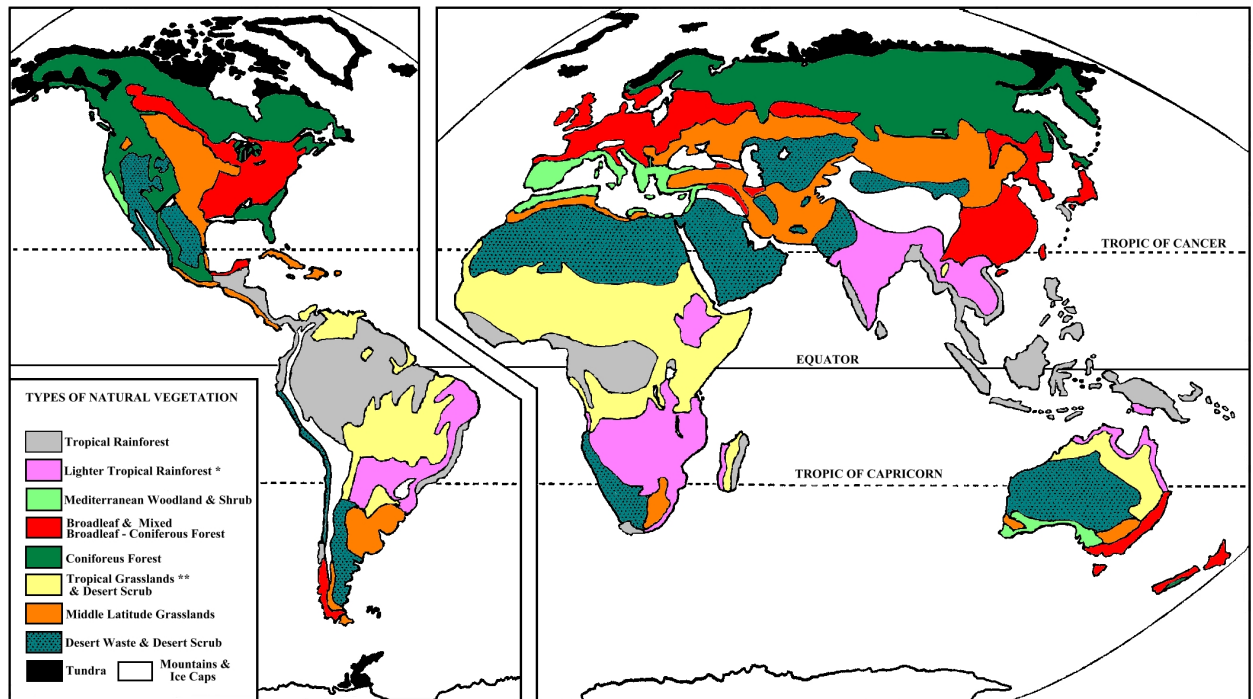 TROPIC OF CANCER
EQUATOR
TROPIC OF CAPRICORN
TYPES OF NATURAL VEGETATION
Tropical Rainforest
Lighter Tropical Rainforest *
Mediterranean Woodland & Shrub
Broadleaf & Mixed
Broadleaf - Coniferous Forest
Coniforeus Forest
Tropical Grasslands **
& Desert Scrub
Middle Latitude Grasslands
Desert Waste & Desert Scrub
Tundra
Mountains &
Ice Caps